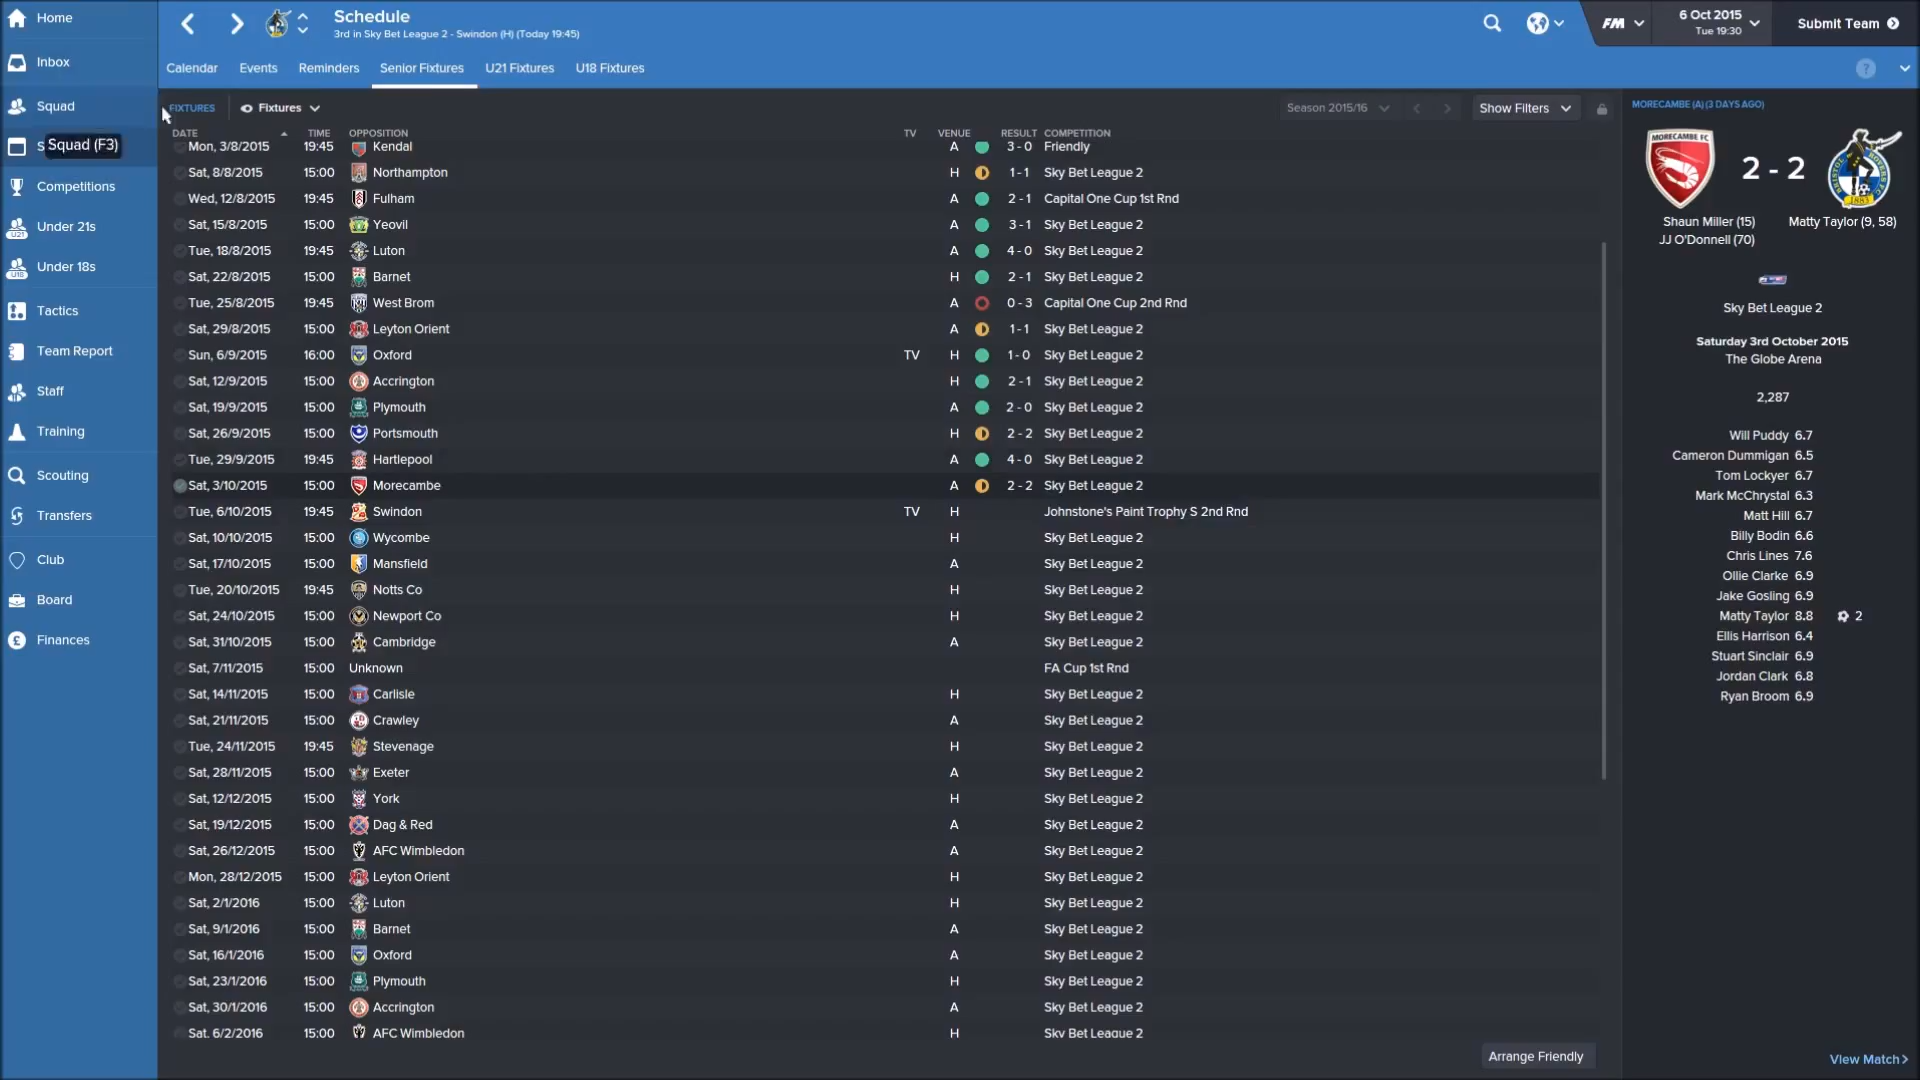 Home
Inbox
Squad
S
Squad (F3)
Competitions
Under 21s
Under 18s
Tactics
Team Report
Staff
Training
Scouting
Transfers
Club
Board
Finances
Schedule
3rd in Sky Bet League 2 - Swindon (H) (Today 19:45)
FM
6 Oct 2015
Tue 19:30
Submit Team
Calendar Events Reminders Senior Fixtures U21 Fixtures U18 Fixtures
FIXTURES Fixtures Season 2015/16 Show Filters
DATE TIME OPPOSITION TV VENUE RESULT COMPETITION
Mon, 3/8/2015 19:45 Kendal A 3 - 0 Friendly
Sat, 8/8/2015 15:00 Northampton H 1 - 1 Sky Bet League 2
Wed, 12/8/2015 19:45 Fulham A 2 - 1 Capital One Cup 1st Rnd
Sat, 15/8/2015 15:00 Yeovil A 3 - 1 Sky Bet League 2
Tue, 18/8/2015 19:45 Luton A 4 - 0 Sky Bet League 2
Sat, 22/8/2015 15:00 Barnet H 2 - 1 Sky Bet League 2
Tue, 25/8/2015 19:45 West Brom A 0 - 3 Capital One Cup 2nd Rnd
Sat, 29/8/2015 15:00 Leyton Orient A 1 - 1 Sky Bet League 2
Sun, 6/9/2015 16:00 Oxford TV H 1 - 0 Sky Bet League 2
Sat, 12/9/2015 15:00 Accrington H 2 - 1 Sky Bet League 2
Sat, 19/9/2015 15:00 Plymouth A 2 - 0 Sky Bet League 2
Sat, 26/9/2015 15:00 Portsmouth H 2 - 2 Sky Bet League 2
Tue, 29/9/2015 19:45 Hartlepool A 4 - 0 Sky Bet League 2
Sat, 3/10/2015 15:00 Morecambe A 2 - 2 Sky Bet League 2
Tue, 6/10/2015 19:45 Swindon TV H Johnstone's Paint Trophy S 2nd Rnd
Sat, 10/10/2015 15:00 Wycombe H Sky Bet League 2
Sat, 17/10/2015 15:00 Mansfield A Sky Bet League 2
Tue, 20/10/2015 19:45 Notts Co H Sky Bet League 2
Sat, 24/10/2015 15:00 Newport Co H Sky Bet League 2
Sat, 31/10/2015 15:00 Cambridge A Sky Bet League 2
Sat, 7/11/2015 15:00 Unknown FA Cup 1st Rnd
Sat, 14/11/2015 15:00 Carlisle H Sky Bet League 2
Sat, 21/11/2015 15:00 Crawley A Sky Bet League 2
Tue, 24/11/2015 19:45 Stevenage H Sky Bet League 2
Sat, 28/11/2015 15:00 Exeter A Sky Bet League 2
Sat, 12/12/2015 15:00 York H Sky Bet League 2
Sat, 19/12/2015 15:00 Dag & Red A Sky Bet League 2
Sat, 26/12/2015 15:00 AFC Wimbledon A Sky Bet League 2
Mon, 28/12/2015 15:00 Leyton Orient H Sky Bet League 2
Sat, 2/1/2016 15:00 Luton H Sky Bet League 2
Sat, 9/1/2016 15:00 Barnet A Sky Bet League 2
Sat, 16/1/2016 15:00 Oxford A Sky Bet League 2
Sat, 23/1/2016 15:00 Plymouth H Sky Bet League 2
Sat, 30/1/2016 15:00 Accrington A Sky Bet League 2
Sat, 6/2/2016 15:00 AFC Wimbledon H Sky Bet League 2
Arrange Friendly
MORECAMBE (A) (3 DAYS AGO)
MORECAMBE FC
2 - 2
BRISTOL ROVERS FC
1883
Shaun Miller (15) Matty Taylor (9, 58)
JJ O'Donnell (70)
Sky Bet League 2
Saturday 3rd October 2015
The Globe Arena
2,287
Will Puddy 6.7
Cameron Dummigan 6.5
Tom Lockyer 6.7
Mark McChrystal 6.3
Matt Hill 6.7
Billy Bodin 6.6
Chris Lines 7.6
Ollie Clarke 6.9
Jake Gosling 6.9
Matty Taylor 8.8 2
Ellis Harrison 6.4
Stuart Sinclair 6.9
Jordan Clark 6.8
Ryan Broom 6.9
View Match>